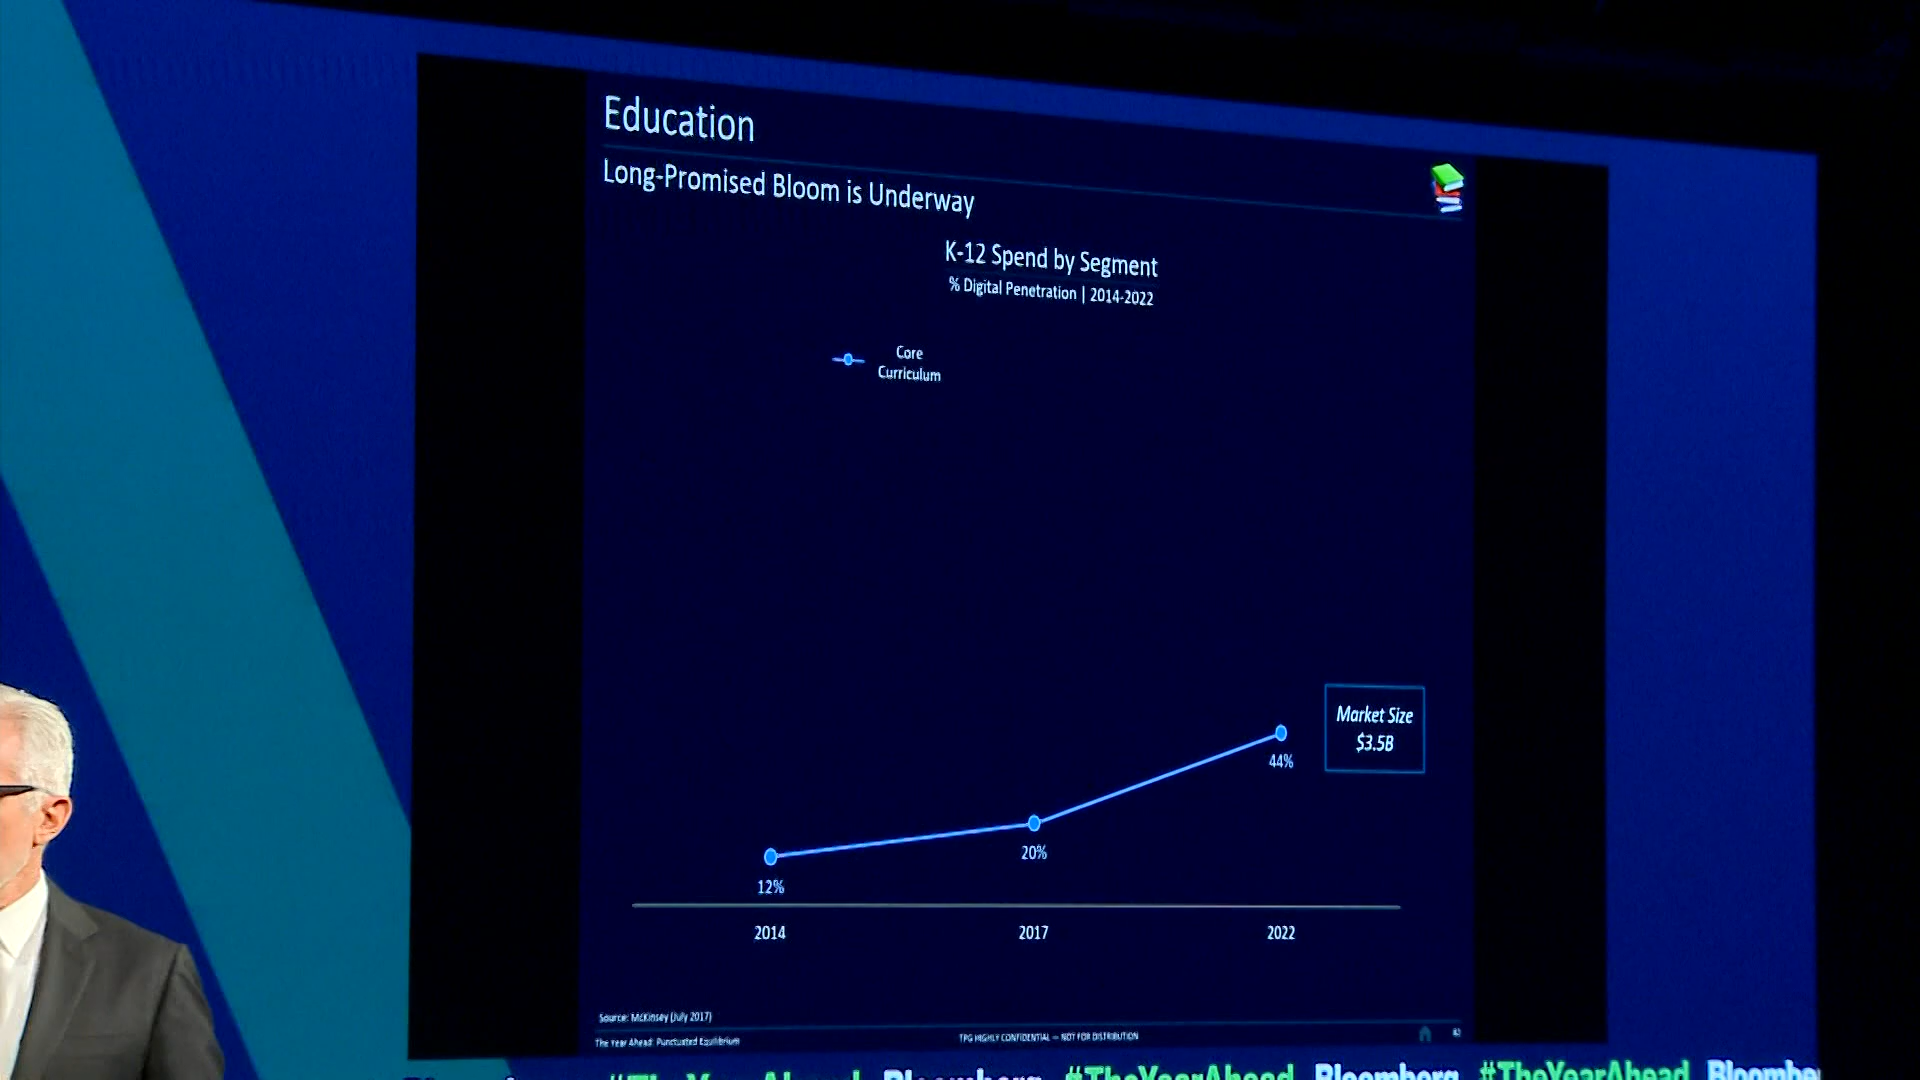 Education
Long-Promised Bloom is Underway
K-12 Spend by Segment
% Digital Penetration | 2014-2022
Core
Curriculum
Market Size
$3.5B
44%
20%
12%
2014 2017 2022
Source: McKinsey (July 2017)
The Year Ahead: Punctuated Equilibrium
TPG HIGHLY CONFIDENTIAL — NOT FOR DISTRIBUTION
#TheYearAhead Bloomberg #TheYearAhead Bloomberg #TheYearAhead Bloombe